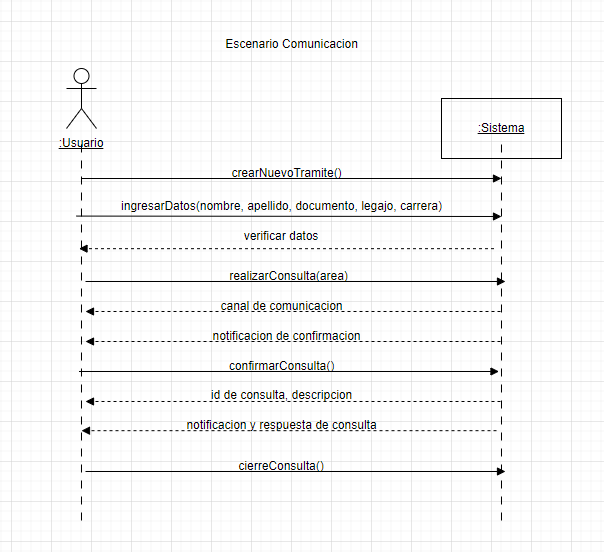 Escenario Comunicacion
:Usuario
:Sistema
crearNuevoTramite()
ingresarDatos(nombre, apellido, documento, legajo, carrera)
verificar datos
realizarConsulta(area)
canal de comunicacion
notificacion de confirmacion
confirmarConsulta()
id de consulta, descripcion
notificacion y respuesta de consulta
cierreConsulta()